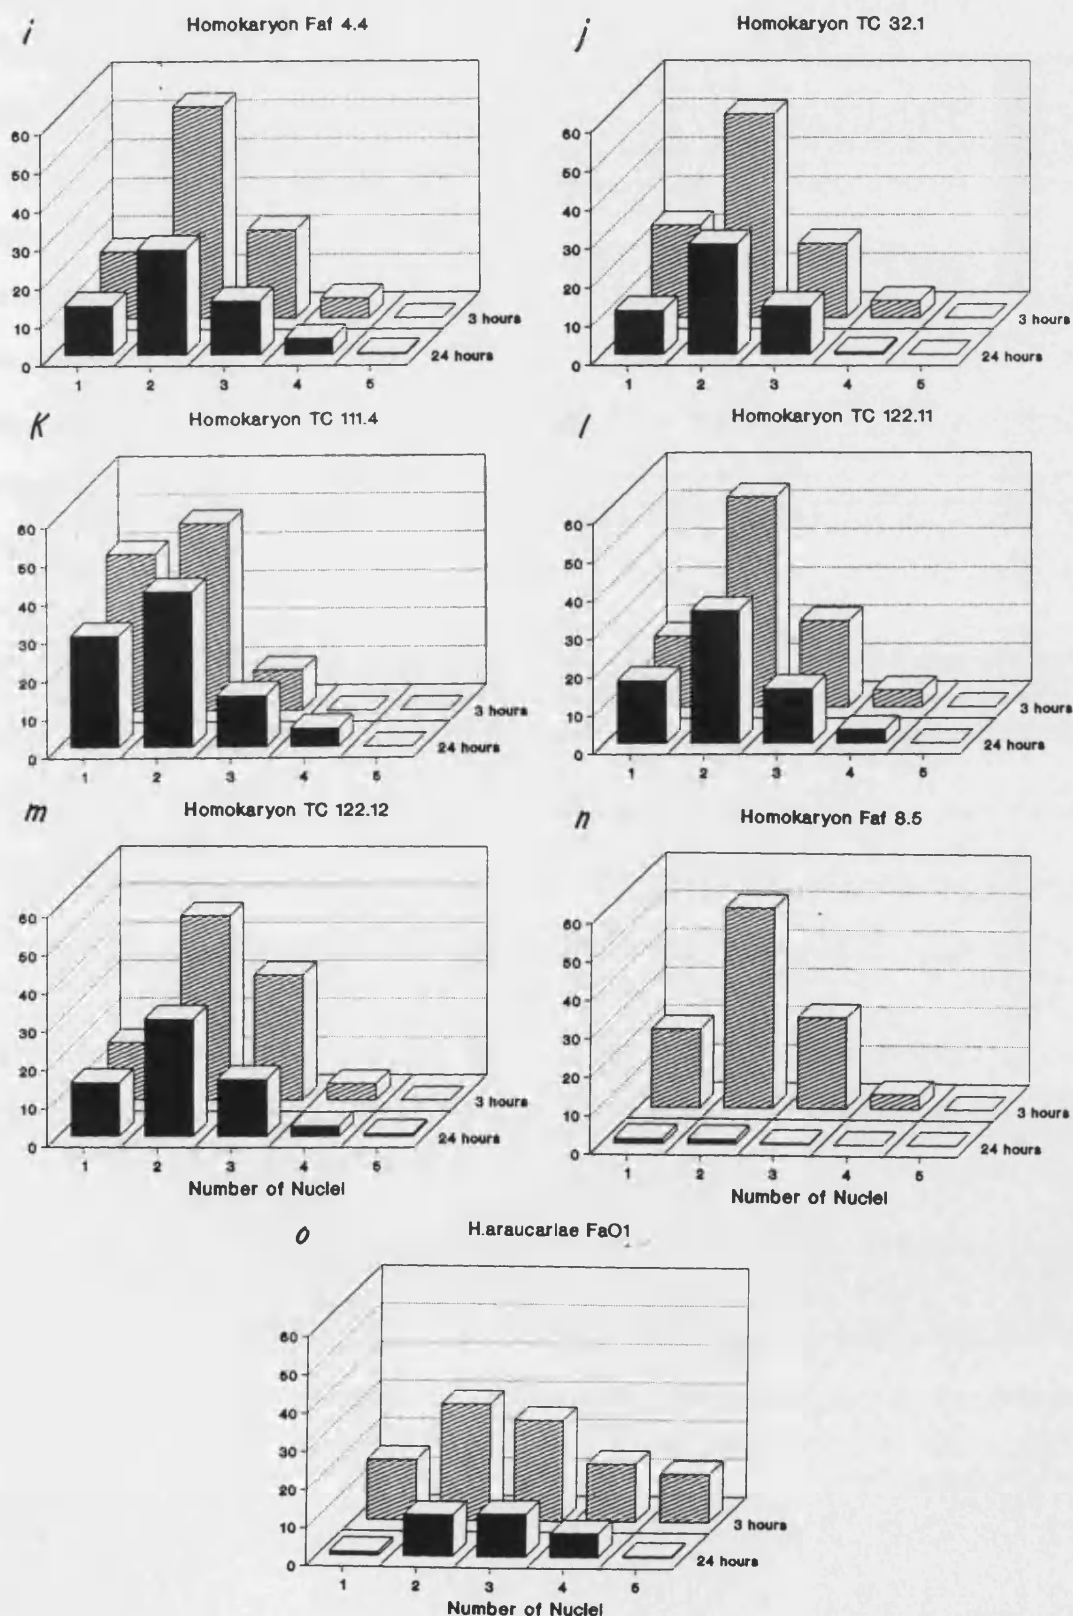 i
Homokaryon Faf 4.4
60
50
40
30
20
10
0
1 2 3 4 5
3 hours
24 hours
j
Homokaryon TC 32.1
60
50
40
30
20
10
0
1 2 3 4 5
3 hours
24 hours
k
Homokaryon TC 111.4
60
50
40
30
20
10
0
1 2 3 4 5
3 hours
24 hours
l
Homokaryon TC 122.11
60
50
40
30
20
10
0
1 2 3 4 5
3 hours
24 hours
m
Homokaryon TC 122.12
60
50
40
30
20
10
0
1 2 3 4 5
3 hours
24 hours
Number of Nuclei
n
Homokaryon Faf 8.5
60
50
40
30
20
10
0
1 2 3 4 5
3 hours
24 hours
Number of Nuclei
o
H.araucariae FaO1
60
50
40
30
20
10
0
1 2 3 4 5
3 hours
24 hours
Number of Nuclei